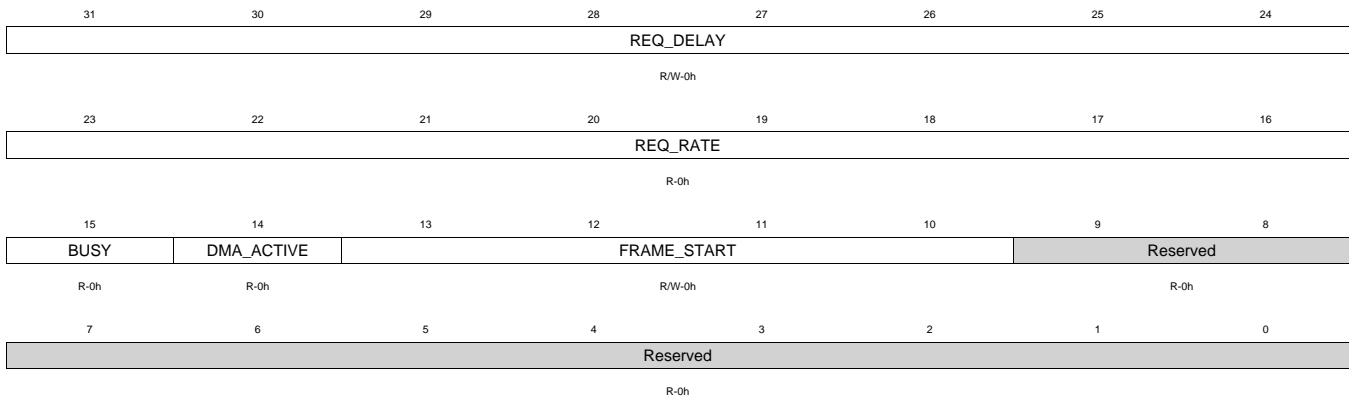 31 30 29 28 27 26 25 24
REQ_DELAY
R/W-0h
23 22 21 20 19 18 17 16
REQ_RATE
R-0h
15 14 13 12 11 10 9 8
BUSY DMA_ACTIVE FRAME_START Reserved
R-0h R-0h R/W-0h R-0h
7 6 5 4 3 2 1 0
Reserved
R-0h